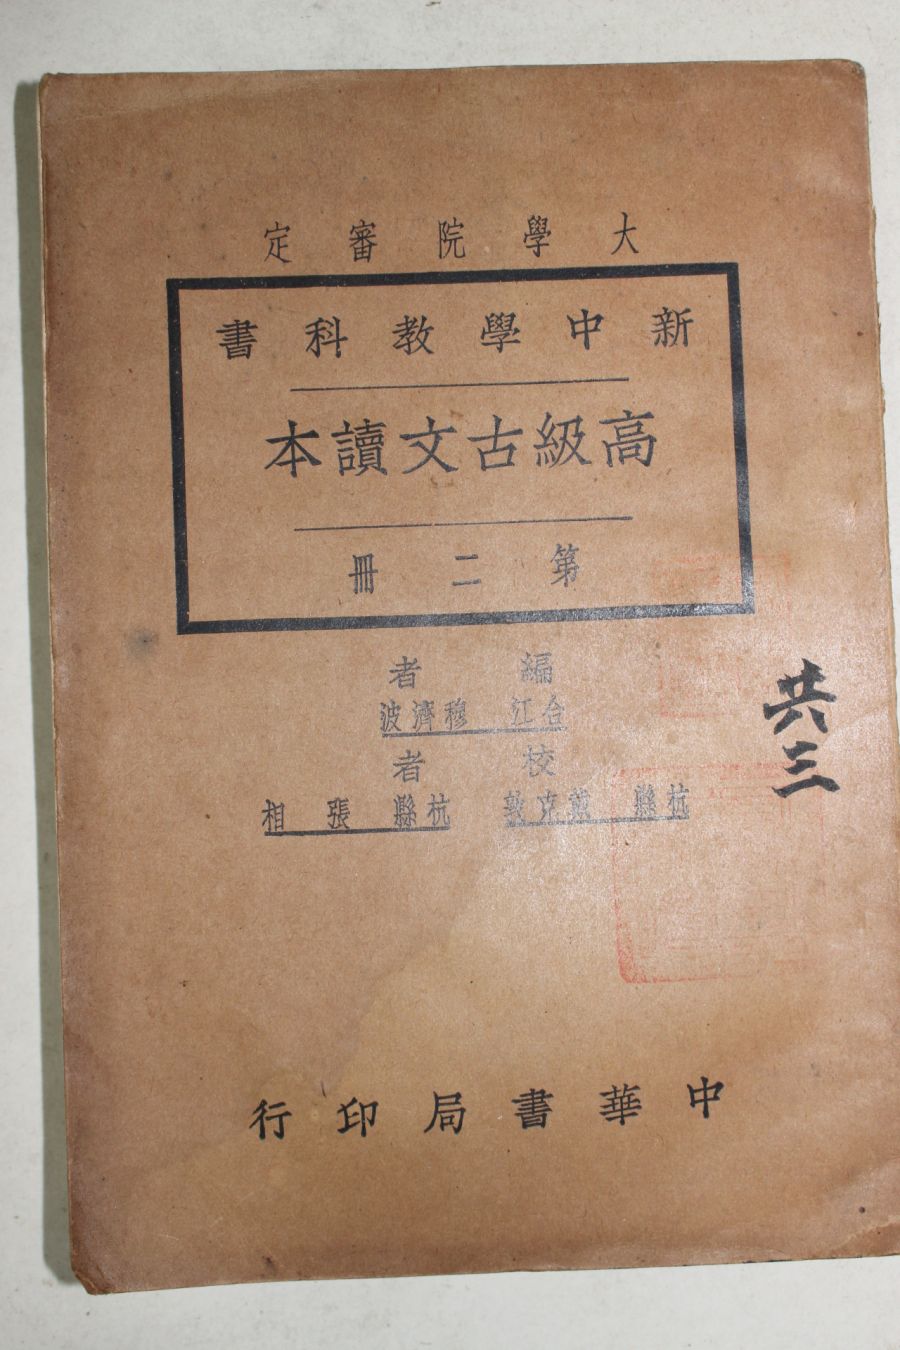 大學院審定
新中學教科書
高級古文讀本
第二冊
編者
合江 穆濟波
校者
杭縣 戴克敦 杭縣 張相
共三
中華書局印行